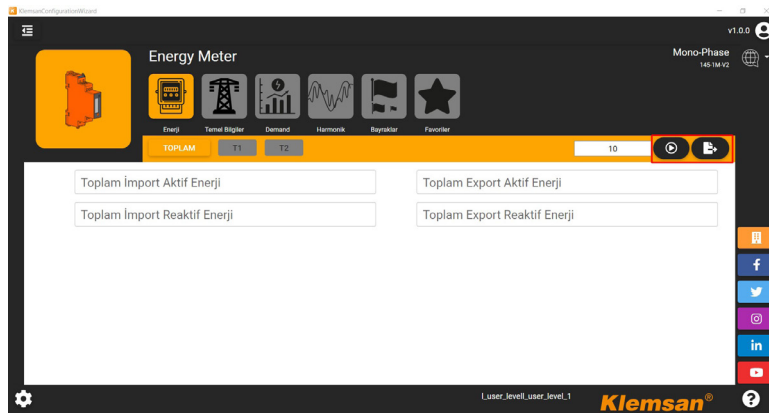 KlemsanConfigurationWizard
v1.0.0
Energy Meter
Mono-Phase
145-1M-V2
Enerji
Temel Bilgiler
Demand
Harmonik
Bayraklar
Favoriler
TOPLAM
T1
T2
10
Toplam İmport Aktif Enerji
Toplam Export Aktif Enerji
Toplam İmport Reaktif Enerji
Toplam Export Reaktif Enerji
f
in
l_user_levell_user_level_1
Klemsan®
?